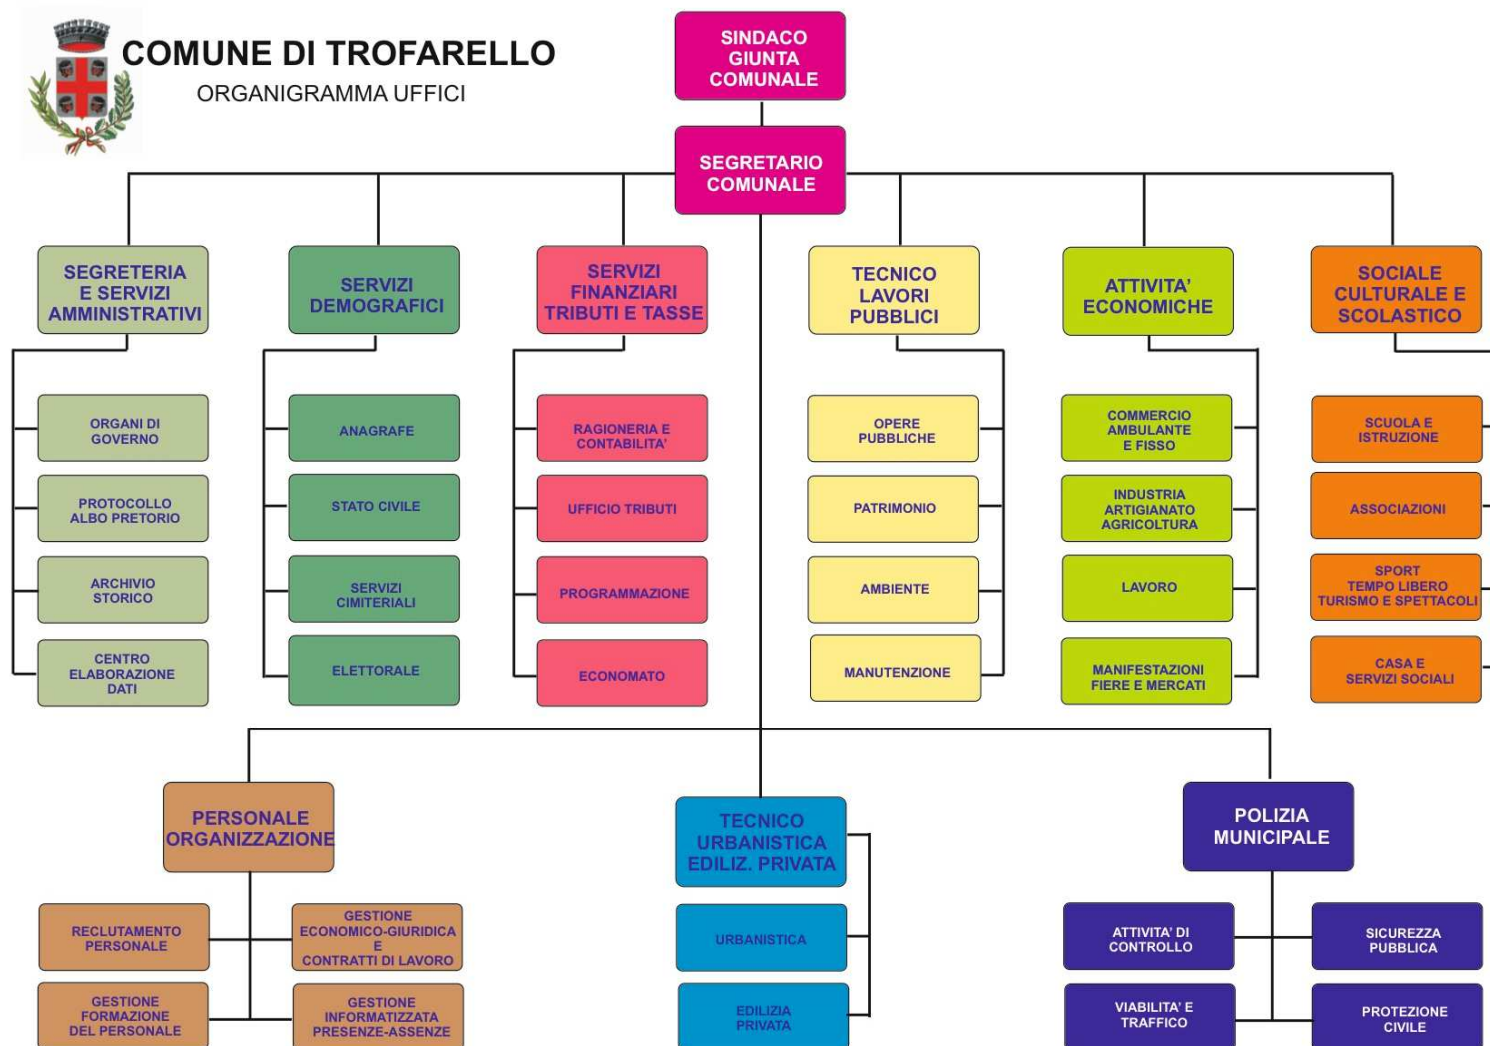 COMUNE DI TROFARELLO
ORGANIGRAMMA UFFICI
SINDACO
GIUNTA
COMUNALE
SEGRETARIO
COMUNALE
SEGRETERIA
E SERVIZI
AMMINISTRATIVI
SERVIZI
DEMOGRAFICI
SERVIZI
FINANZIARI
TRIBUTI E TASSE
TECNICO
LAVORI
PUBBLICI
ATTIVITA’
ECONOMICHE
SOCIALE
CULTURALE E
SCOLASTICO
ORGANI DI
GOVERNO
ANAGRAFE
RAGIONERIA E
CONTABILITA’
OPERE
PUBBLICHE
COMMERCIO
AMBULANTE
E FISSO
SCUOLA E
ISTRUZIONE
PROTOCOLLO
ALBO PRETORIO
STATO CIVILE
UFFICIO TRIBUTI
PATRIMONIO
INDUSTRIA
ARTIGIANATO
AGRICOLTURA
ASSOCIAZIONI
ARCHIVIO
STORICO
SERVIZI
CIMITERIALI
PROGRAMMAZIONE
AMBIENTE
LAVORO
SPORT
TEMPO LIBERO
TURISMO E SPETTACOLI
CENTRO
ELABORAZIONE
DATI
ELETTORALE
ECONOMATO
MANUTENZIONE
MANIFESTAZIONI
FIERE E MERCATI
CASA E
SERVIZI SOCIALI
PERSONALE
ORGANIZZAZIONE
TECNICO
URBANISTICA
EDILIZ. PRIVATA
POLIZIA
MUNICIPALE
RECLUTAMENTO
PERSONALE
GESTIONE
ECONOMICO-GIURIDICA
E
CONTRATTI DI LAVORO
URBANISTICA
ATTIVITA’ DI
CONTROLLO
SICUREZZA
PUBBLICA
GESTIONE
FORMAZIONE
DEL PERSONALE
GESTIONE
INFORMATIZZATA
PRESENZE-ASSENZE
EDILIZIA
PRIVATA
VIABILITA’ E
TRAFFICO
PROTEZIONE
CIVILE